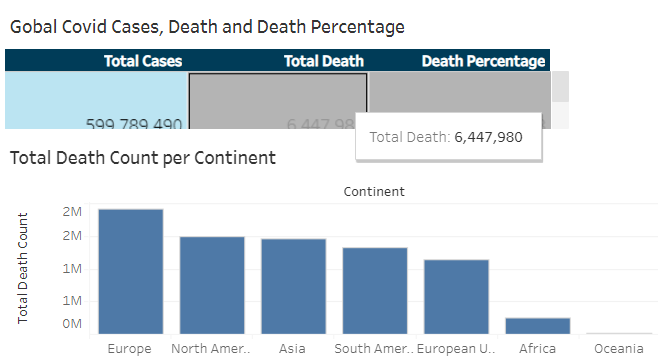 Gobal Covid Cases, Death and Death Percentage
Total Cases Total Death Death Percentage
599,789,490 6,447,98
Total Death: 6,447,980
Total Death Count per Continent
Continent
Total Death Count
2M
2M
1M
1M
0M
Europe North Amer.. Asia South Amer.. European U.. Africa Oceania